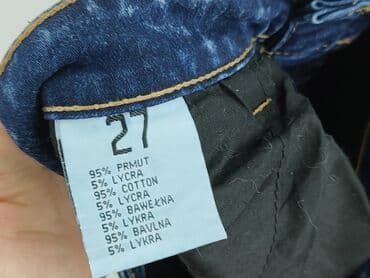 27
95% PRMUT
5% LYCRA
95% COTTON
5% LYCRA
95% BAWEŁNA
5% LYKRA
95% BAVLNA
5% LYKRA